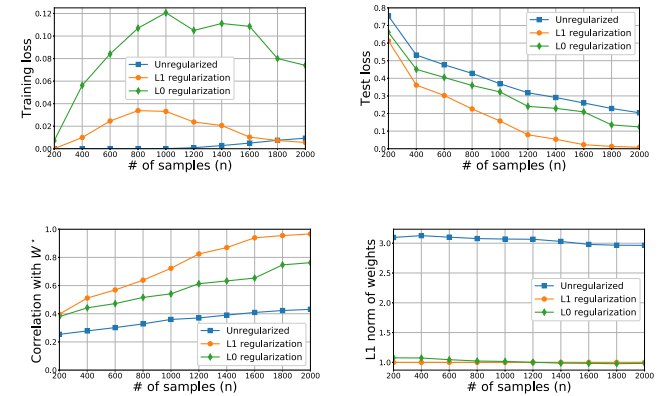 Training loss
0.12
0.10
0.08
0.06
0.04
0.02
0.00
Unregularized
L1 regularization
L0 regularization
200 400 600 800 1000 1200 1400 1600 1800 2000
# of samples (n)
Test loss
0.8
0.7
0.6
0.5
0.4
0.3
0.2
0.1
0.0
Unregularized
L1 regularization
L0 regularization
200 400 600 800 1000 1200 1400 1600 1800 2000
# of samples (n)
Correlation with W*
1.0
0.8
0.6
0.4
0.2
0.0
Unregularized
L1 regularization
L0 regularization
200 400 600 800 1000 1200 1400 1600 1800 2000
# of samples (n)
L1 norm of weights
3.0
2.5
2.0
1.5
1.0
Unregularized
L1 regularization
L0 regularization
200 400 600 800 1000 1200 1400 1600 1800 2000
# of samples (n)